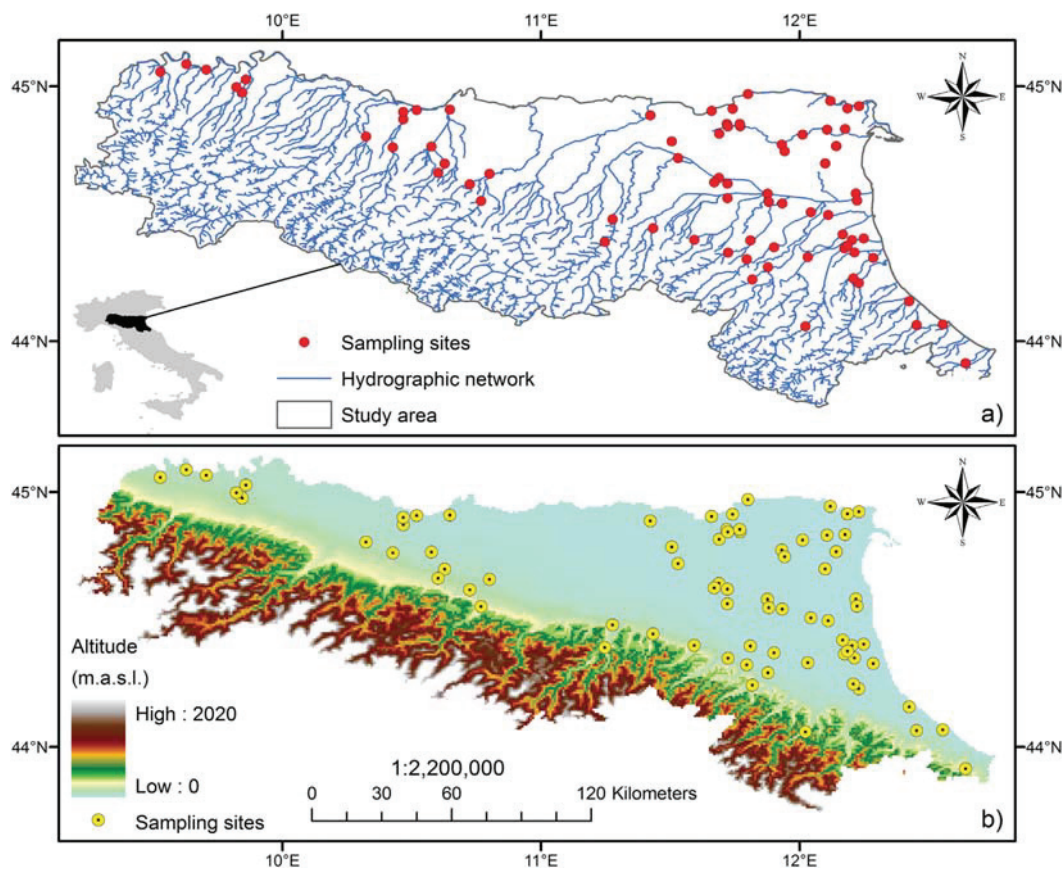 10°E 11°E 12°E
N
W E
S
45°N 45°N
44°N 44°N
Sampling sites
Hydrographic network
Study area
a)
N
W E
S
45°N 45°N
Altitude
(m.a.s.l.)
High : 2020
Low : 0
44°N 44°N
1:2,200,000
0 30 60 120 Kilometers
Sampling sites
b)
10°E 11°E 12°E